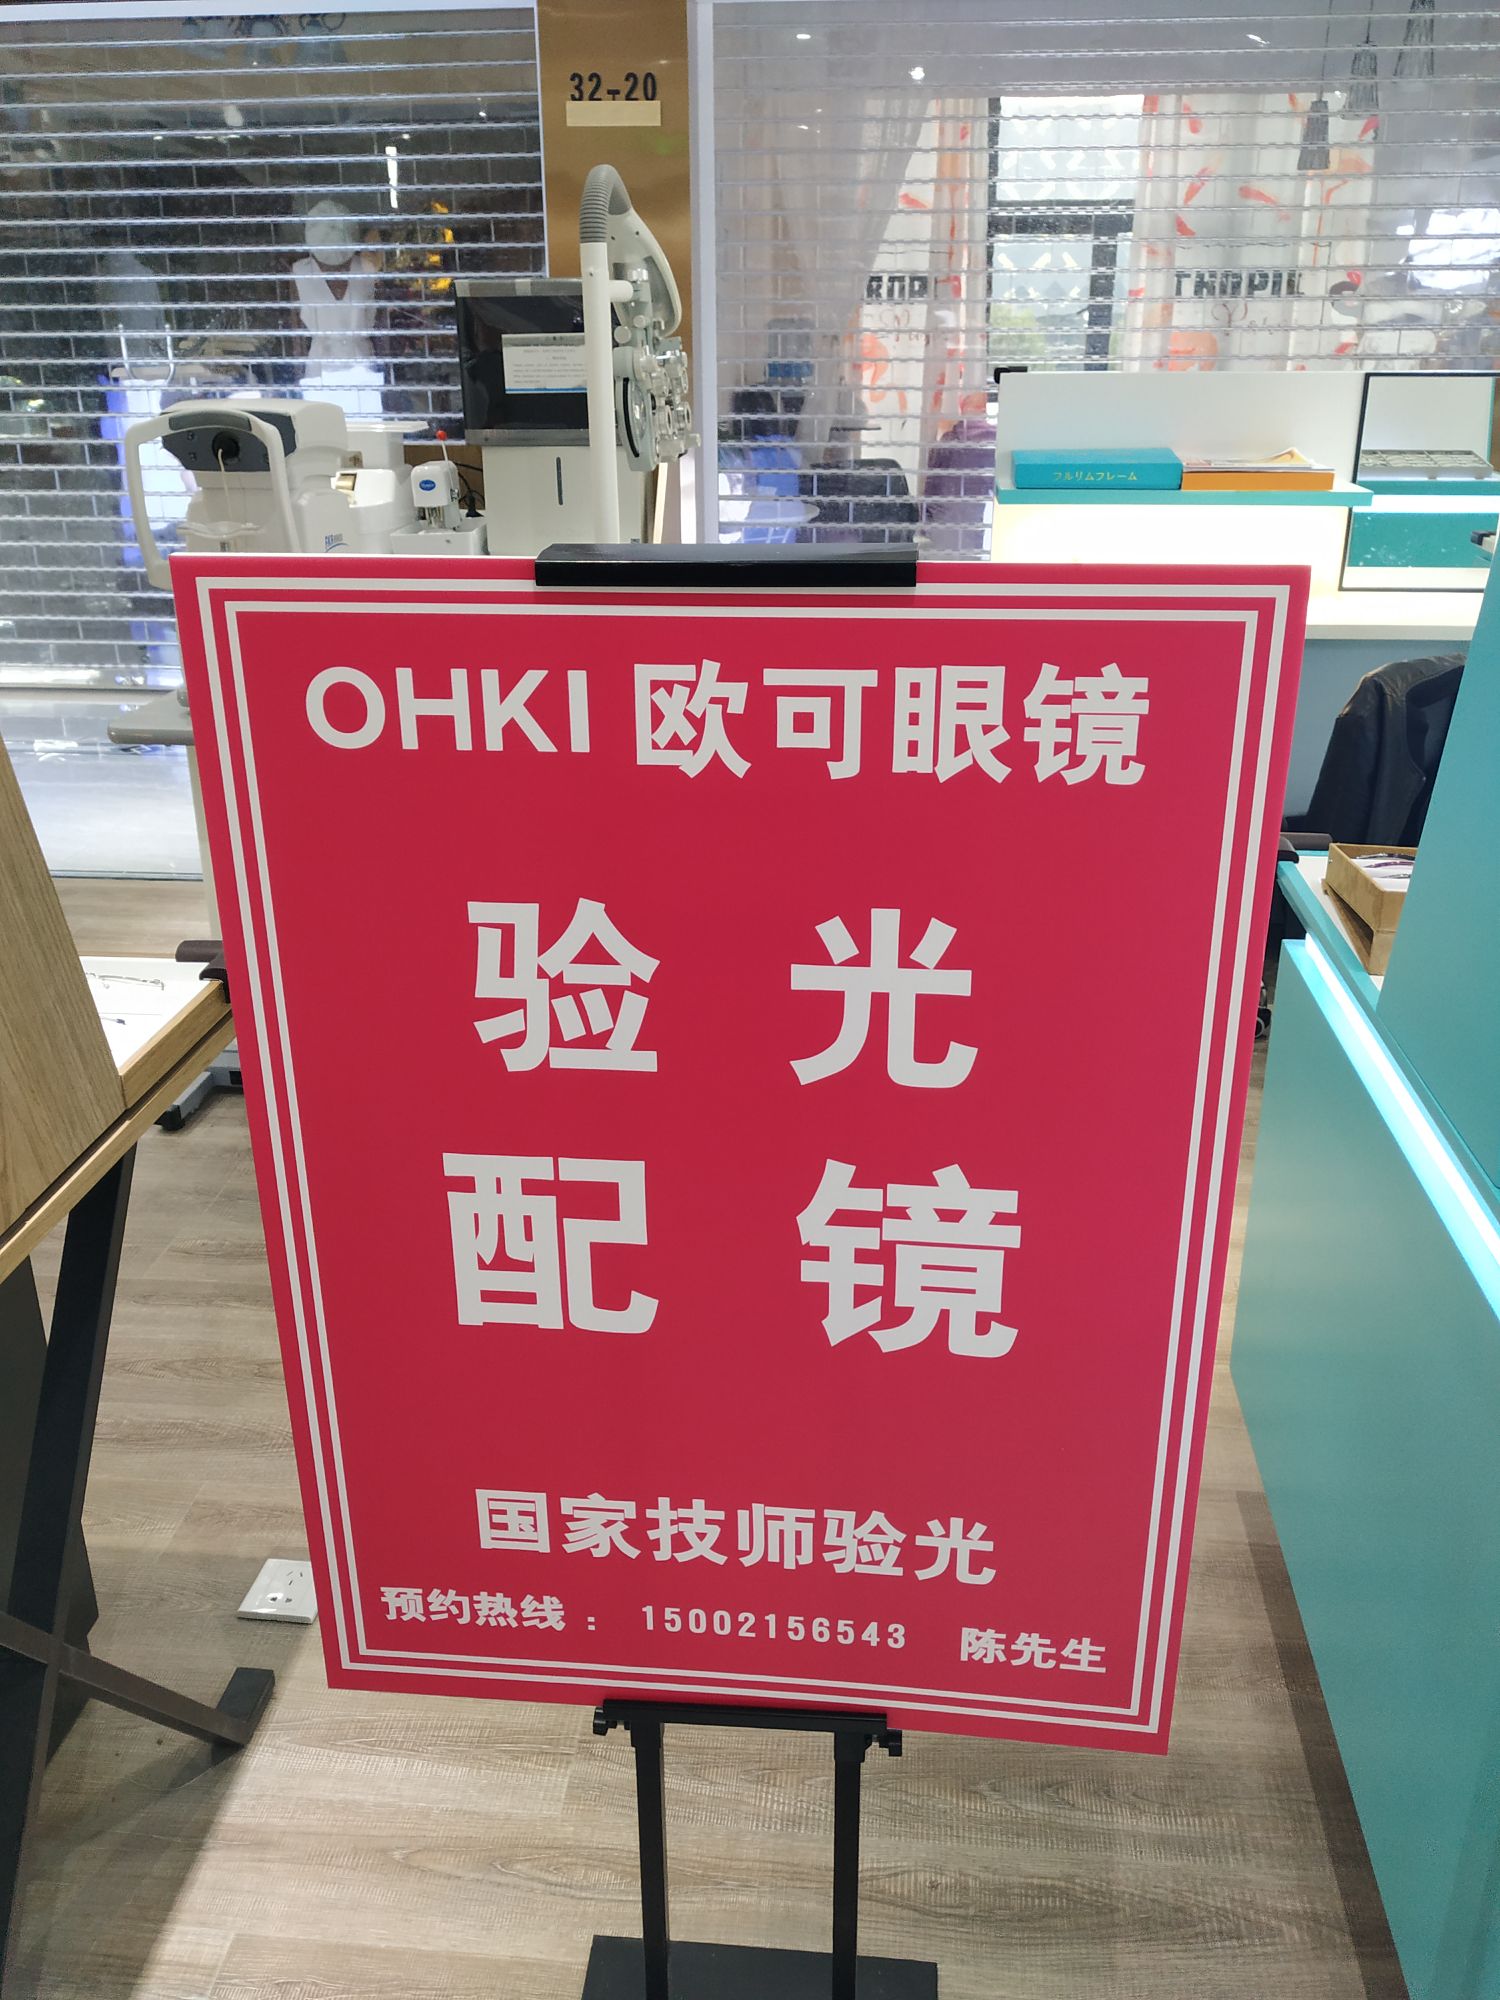 32-20
フルリムフレーム
OHKI 欧可眼镜
验 光
配 镜
国家技师验光
预约热线： 15002156543 陈先生